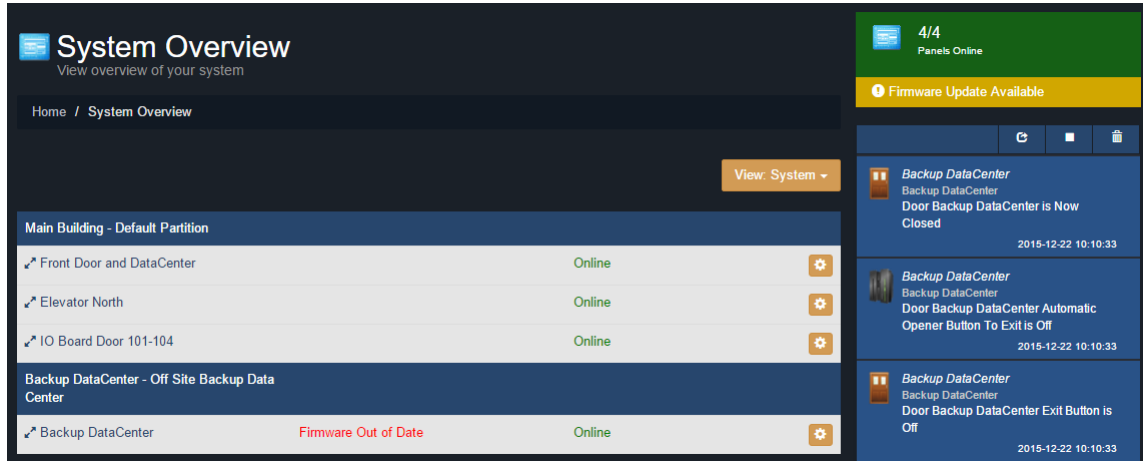 System Overview
View overview of your system
Home / System Overview
View: System
Main Building - Default Partition
Front Door and DataCenter Online
Elevator North Online
IO Board Door 101-104 Online
Backup DataCenter - Off Site Backup Data
Center
Backup DataCenter Firmware Out of Date Online
4/4
Panels Online
Firmware Update Available
Backup DataCenter
Backup DataCenter
Door Backup DataCenter is Now
Closed
2015-12-22 10:10:33
Backup DataCenter
Backup DataCenter
Door Backup DataCenter Automatic
Opener Button To Exit is Off
2015-12-22 10:10:33
Backup DataCenter
Backup DataCenter
Door Backup DataCenter Exit Button is
Off
2015-12-22 10:10:33